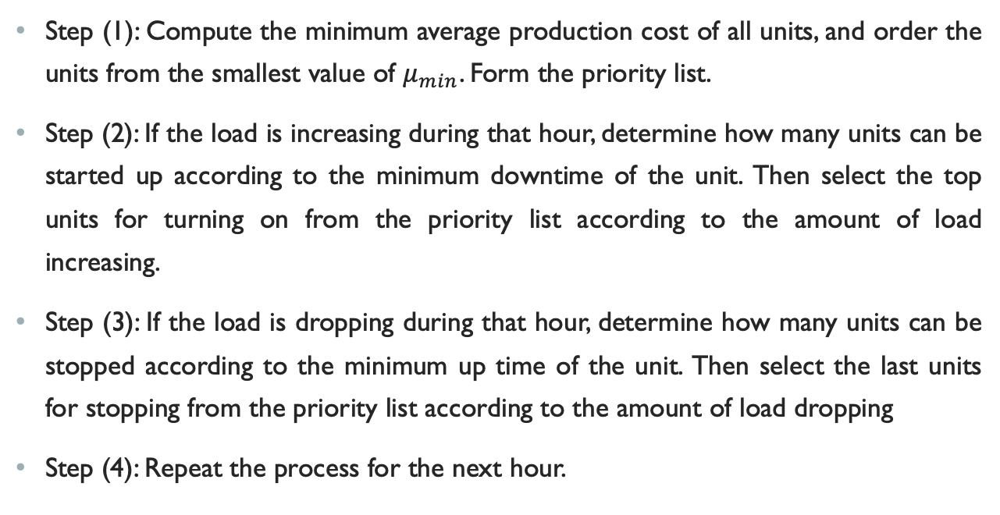 • Step (1): Compute the minimum average production cost of all units, and order the
units from the smallest value of μₘᵢₙ. Form the priority list.
• Step (2): If the load is increasing during that hour, determine how many units can be
started up according to the minimum downtime of the unit. Then select the top
units for turning on from the priority list according to the amount of load
increasing.
• Step (3): If the load is dropping during that hour, determine how many units can be
stopped according to the minimum up time of the unit. Then select the last units
for stopping from the priority list according to the amount of load dropping
• Step (4): Repeat the process for the next hour.